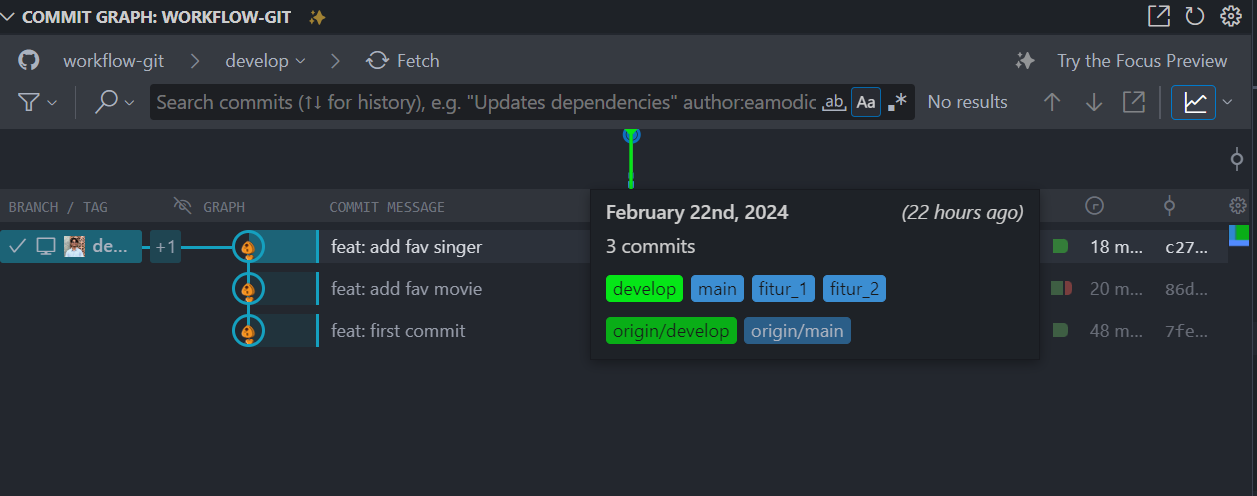 COMMIT GRAPH: WORKFLOW-GIT
workflow-git develop Fetch Try the Focus Preview
Search commits (↑↓ for history), e.g. "Updates dependencies" author:eamodio ab Aa .* No results
BRANCH / TAG GRAPH COMMIT MESSAGE
February 22nd, 2024 (22 hours ago)
3 commits
develop main fitur_1 fitur_2
origin/develop origin/main
de... +1 feat: add fav singer 18 m... c27...
feat: add fav movie 20 m... 86d...
feat: first commit 48 m... 7fe...